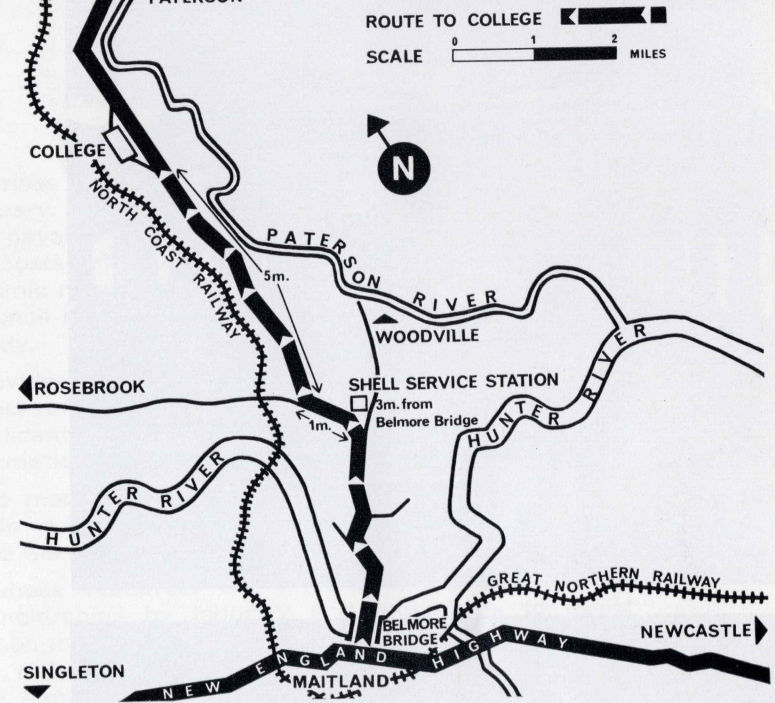 PATERSON
ROUTE TO COLLEGE
SCALE 0 1 2 MILES
N
COLLEGE
NORTH COAST RAILWAY
PATERSON RIVER
5m.
WOODVILLE
ROSEBROOK
SHELL SERVICE STATION
3m. from
Belmore Bridge
1m.
HUNTER RIVER
HUNTER RIVER
GREAT NORTHERN RAILWAY
BELMORE
BRIDGE
NEWCASTLE
NEW ENGLAND HIGHWAY
SINGLETON
MAITLAND